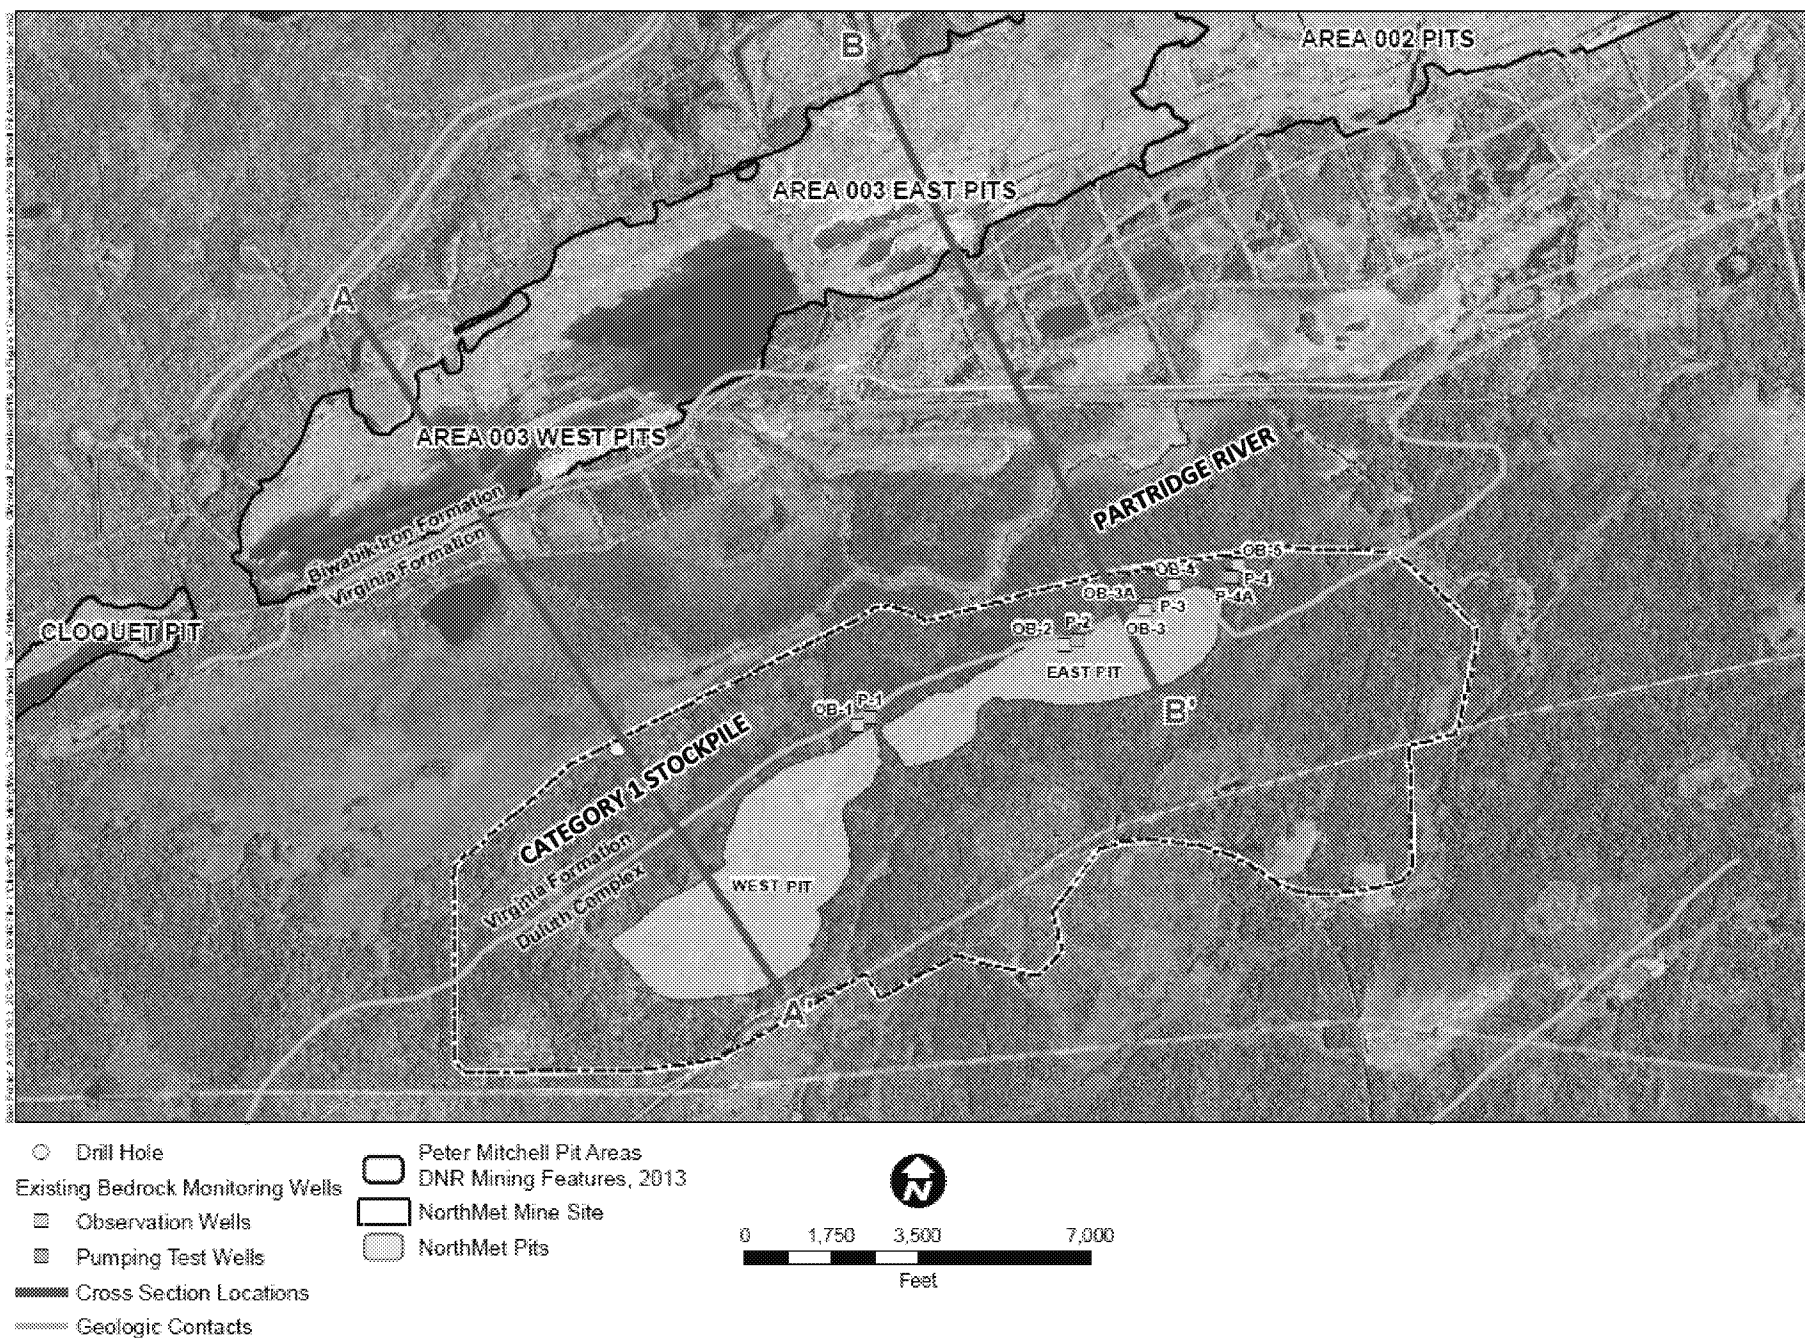 B
AREA 002 PITS
AREA 003 EAST PITS
A
AREA 003 WEST PITS
PARTRIDGE RIVER
Biwabik Iron Formation
Virginia Formation
OB-5
OB-4
P-4
OB-3A
P-4A
P-3
CLOQUET PIT
P-2
OB-2
OB-3
EAST PIT
P-1
OB-1
B'
CATEGORY 1 STOCKPILE
Virginia Formation
WEST PIT
Duluth Complex
A'
Drill Hole
Existing Bedrock Monitoring Wells
Observation Wells
Pumping Test Wells
Cross Section Locations
Geologic Contacts
Peter Mitchell Pit Areas
DNR Mining Features, 2013
NorthMet Mine Site
NorthMet Pits
N
0 1,750 3,500 7,000
Feet